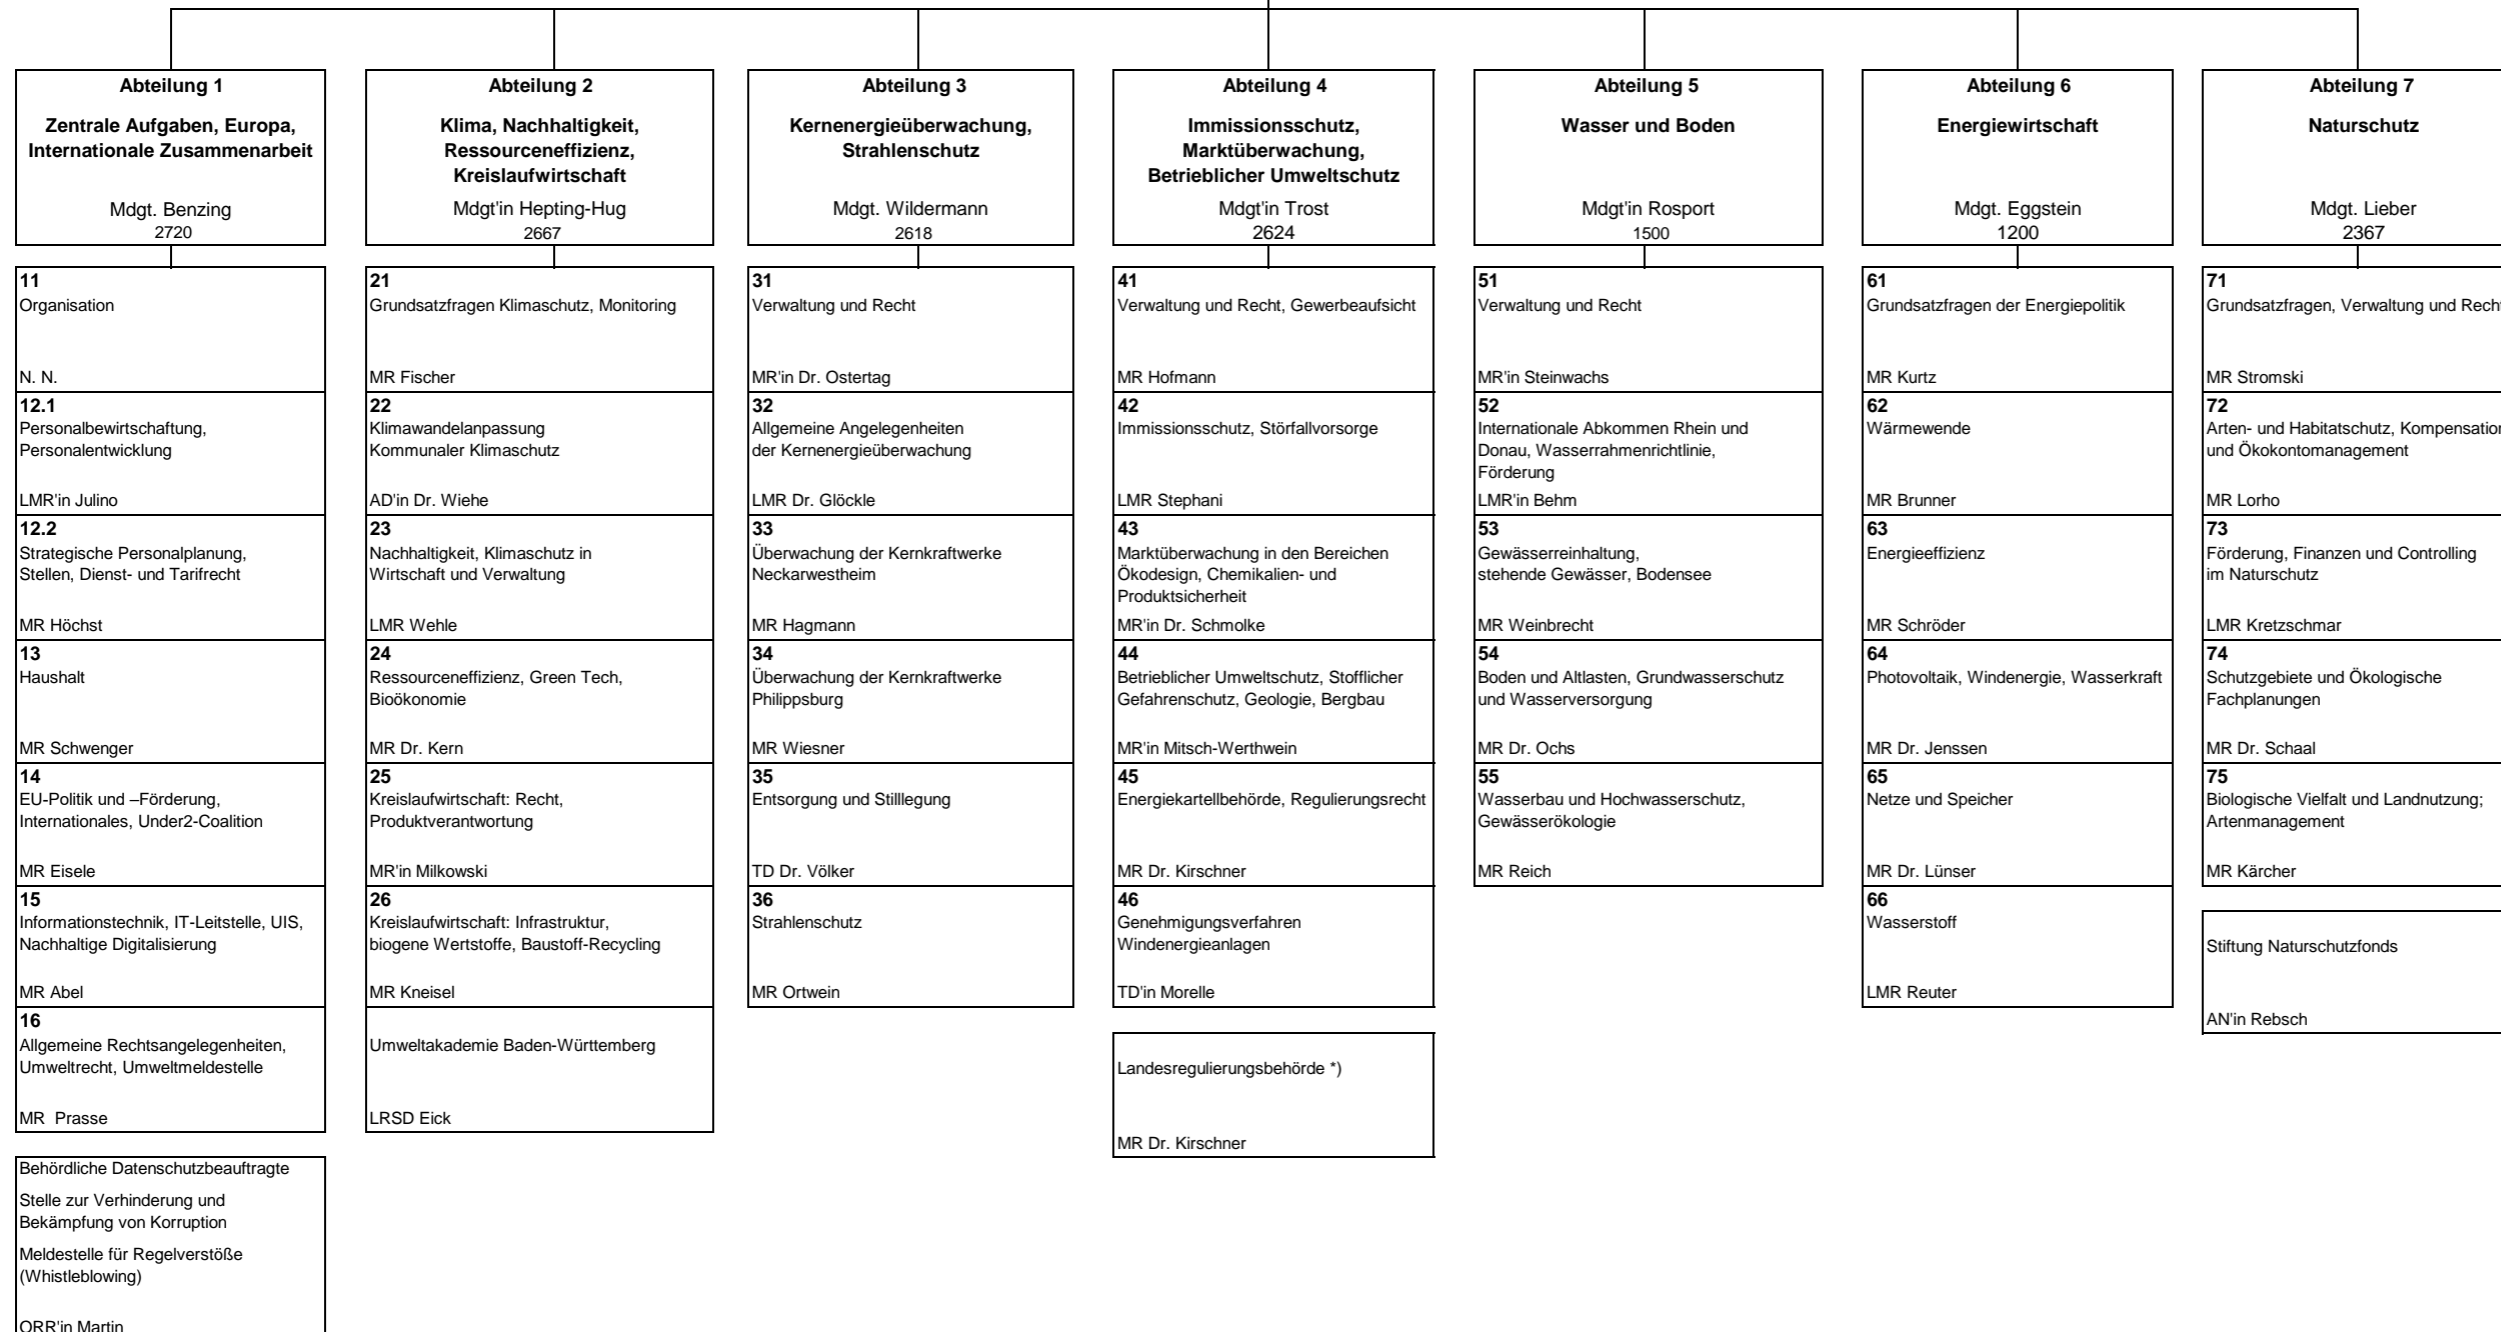 Abteilung 1
Zentrale Aufgaben, Europa,
Internationale Zusammenarbeit
Mdgt. Benzing
2720
11
Organisation
N. N.
12.1
Personalbewirtschaftung,
Personalentwicklung
LMR'in Julino
12.2
Strategische Personalplanung,
Stellen, Dienst- und Tarifrecht
MR Höchst
13
Haushalt
MR Schwenger
14
EU-Politik und –Förderung,
Internationales, Under2-Coalition
MR Eisele
15
Informationstechnik, IT-Leitstelle, UIS,
Nachhaltige Digitalisierung
MR Abel
16
Allgemeine Rechtsangelegenheiten,
Umweltrecht, Umweltmeldestelle
MR  Prasse
Behördliche Datenschutzbeauftragte
Stelle zur Verhinderung und
Bekämpfung von Korruption
Meldestelle für Regelverstöße
(Whistleblowing)
ORR'in Martin
Abteilung 2
Klima, Nachhaltigkeit,
Ressourceneffizienz,
Kreislaufwirtschaft
Mdgt'in Hepting-Hug
2667
21
Grundsatzfragen Klimaschutz, Monitoring
MR Fischer
22
Klimawandelanpassung
Kommunaler Klimaschutz
AD'in Dr. Wiehe
23
Nachhaltigkeit, Klimaschutz in
Wirtschaft und Verwaltung
LMR Wehle
24
Ressourceneffizienz, Green Tech,
Bioökonomie
MR Dr. Kern
25
Kreislaufwirtschaft: Recht,
Produktverantwortung
MR'in Milkowski
26
Kreislaufwirtschaft: Infrastruktur,
biogene Wertstoffe, Baustoff-Recycling
MR Kneisel
Umweltakademie Baden-Württemberg
LRSD Eick
Abteilung 3
Kernenergieüberwachung,
Strahlenschutz
Mdgt. Wildermann
2618
31
Verwaltung und Recht
MR'in Dr. Ostertag
32
Allgemeine Angelegenheiten
der Kernenergieüberwachung
LMR Dr. Glöckle
33
Überwachung der Kernkraftwerke
Neckarwestheim
MR Hagmann
34
Überwachung der Kernkraftwerke
Philippsburg
MR Wiesner
35
Entsorgung und Stilllegung
TD Dr. Völker
36
Strahlenschutz
MR Ortwein
Abteilung 4
Immissionsschutz,
Marktüberwachung,
Betrieblicher Umweltschutz
Mdgt'in Trost
2624
41
Verwaltung und Recht, Gewerbeaufsicht
MR Hofmann
42
Immissionsschutz, Störfallvorsorge
LMR Stephani
43
Marktüberwachung in den Bereichen
Ökodesign, Chemikalien- und
Produktsicherheit
MR'in Dr. Schmolke
44
Betrieblicher Umweltschutz, Stofflicher
Gefahrenschutz, Geologie, Bergbau
MR'in Mitsch-Werthwein
45
Energiekartellbehörde, Regulierungsrecht
MR Dr. Kirschner
46
Genehmigungsverfahren
Windenergieanlagen
TD'in Morelle
Landesregulierungsbehörde *)
MR Dr. Kirschner
Abteilung 5
Wasser und Boden
Mdgt'in Rosport
1500
51
Verwaltung und Recht
MR'in Steinwachs
52
Internationale Abkommen Rhein und
Donau, Wasserrahmenrichtlinie,
Förderung
LMR'in Behm
53
Gewässerreinhaltung,
stehende Gewässer, Bodensee
MR Weinbrecht
54
Boden und Altlasten, Grundwasserschutz
und Wasserversorgung
MR Dr. Ochs
55
Wasserbau und Hochwasserschutz,
Gewässerökologie
MR Reich
Abteilung 6
Energiewirtschaft
Mdgt. Eggstein
1200
61
Grundsatzfragen der Energiepolitik
MR Kurtz
62
Wärmewende
MR Brunner
63
Energieeffizienz
MR Schröder
64
Photovoltaik, Windenergie, Wasserkraft
MR Dr. Jenssen
65
Netze und Speicher
MR Dr. Lünser
66
Wasserstoff
LMR Reuter
Abteilung 7
Naturschutz
Mdgt. Lieber
2367
71
Grundsatzfragen, Verwaltung und Recht
MR Stromski
72
Arten- und Habitatschutz, Kompensation
und Ökokontomanagement
MR Lorho
73
Förderung, Finanzen und Controlling
im Naturschutz
LMR Kretzschmar
74
Schutzgebiete und Ökologische
Fachplanungen
MR Dr. Schaal
75
Biologische Vielfalt und Landnutzung;
Artenmanagement
MR Kärcher
Stiftung Naturschutzfonds
AN'in Rebsch